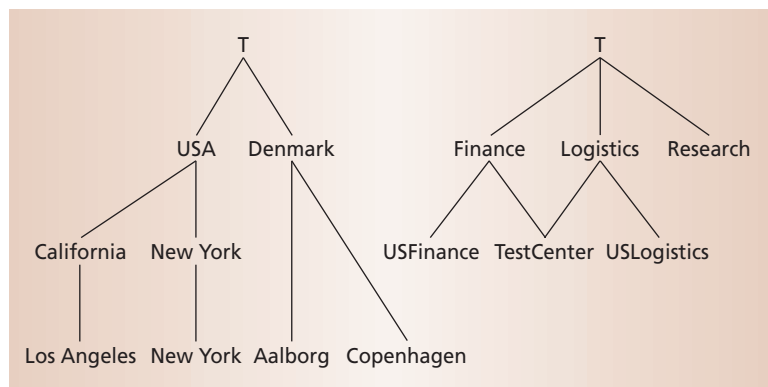 T T
USA Denmark Finance Logistics Research
California New York USFinance TestCenter USLogistics
Los Angeles New York Aalborg Copenhagen